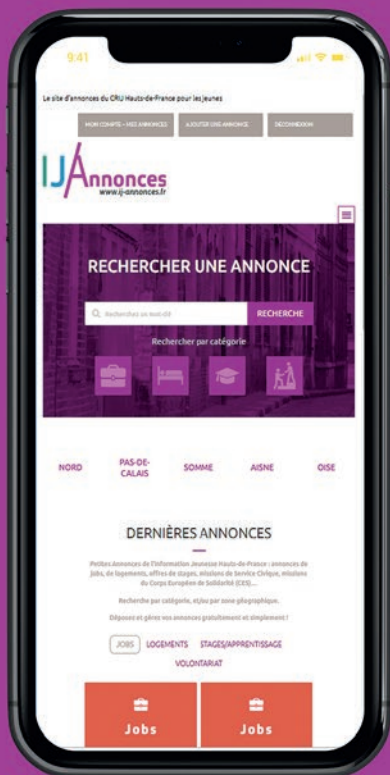 9:41
Le site d'annonces du CRIJ Hauts-de-France pour les jeunes
MON COMPTE – MES ANNONCES
AJOUTER UNE ANNONCE
DÉCONNEXION
IJAnnonces
www.ij-annonces.fr
RECHERCHER UNE ANNONCE
Recherchez un mot-clé
RECHERCHE
Rechercher par catégorie
NORD
PAS-DE-
CALAIS
SOMME
AISNE
OISE
DERNIÈRES ANNONCES
Petites Annonces de l'Information Jeunesse Hauts-de-France : annonces de
jobs, de logements, offres de stages, missions de Service Civique, missions
du Corps Européen de Solidarité (CES)...
Recherche par catégorie, et/ou par zone géographique.
Déposez et gérez vos annonces gratuitement et simplement !
JOBS
LOGEMENTS
STAGES/APPRENTISSAGE
VOLONTARIAT
Jobs
Jobs